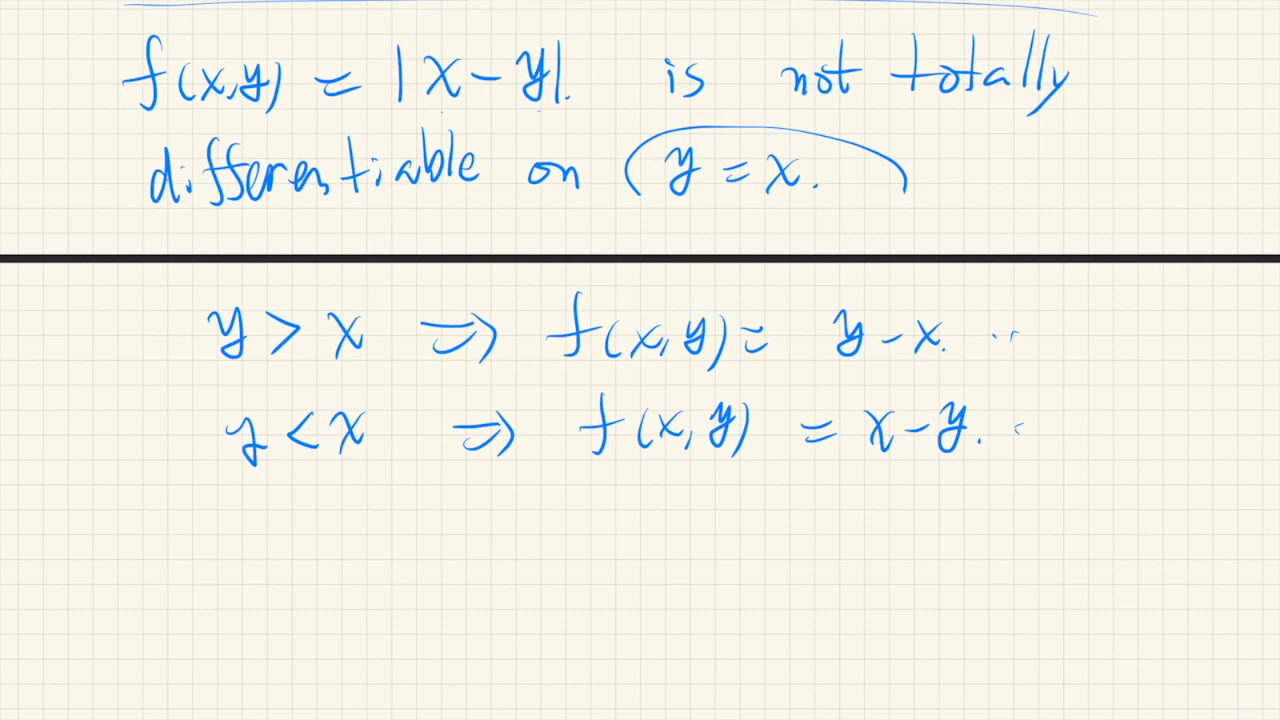 f(x,y) = |x-y|. is not totally
differentiable on (y = x.)
y > x ⇒ f(x,y) = y - x. ..
y < x ⇒ f(x,y) = x - y.